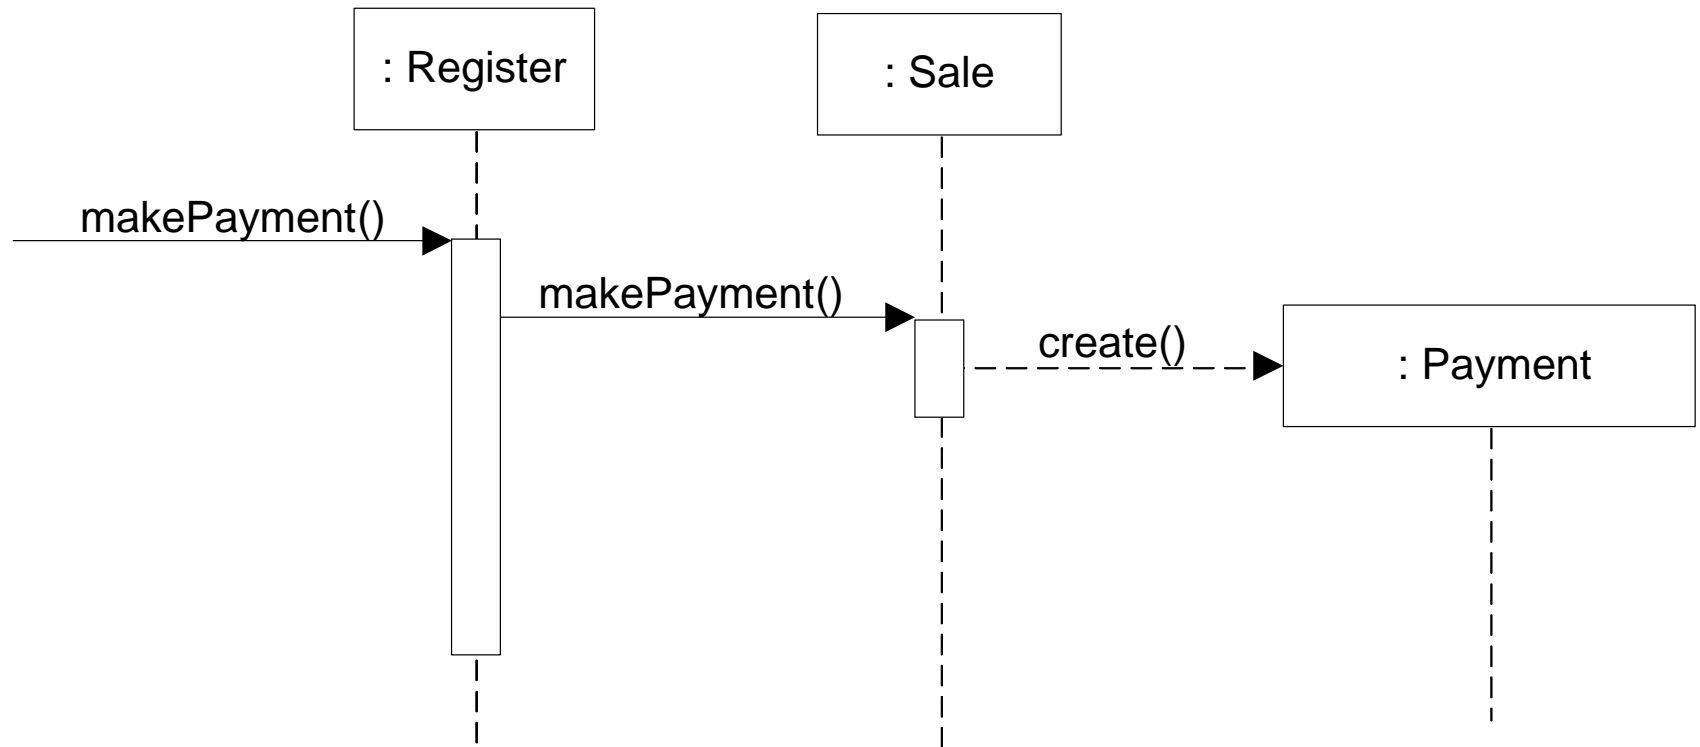 : Register
: Sale
makePayment()
makePayment()
create()
: Payment